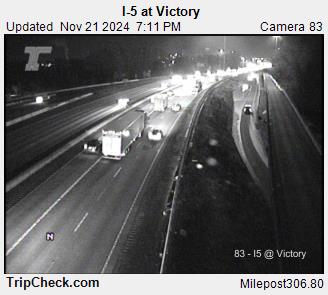 I-5 at Victory
Updated Nov 21 2024 7:11 PM Camera 83
T
N
83 - I5 @ Victory
TripCheck.com Milepost306.80